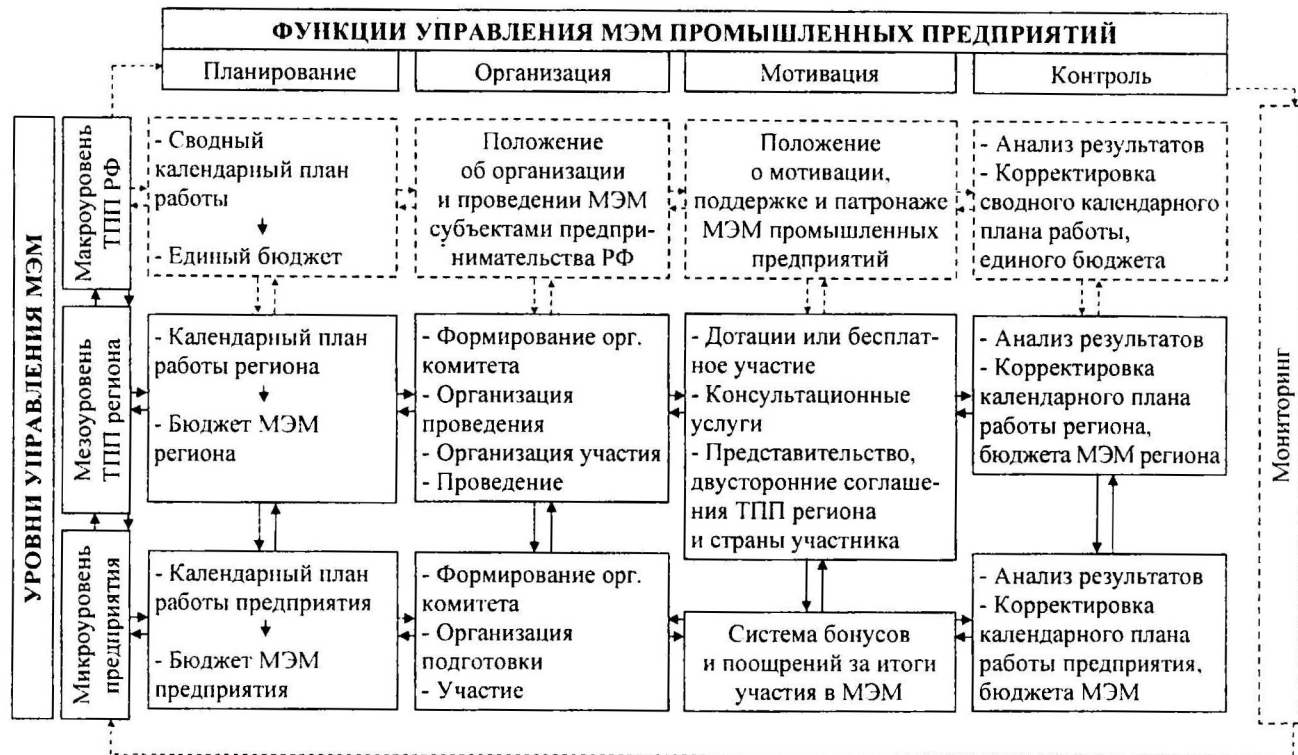 ФУНКЦИИ УПРАВЛЕНИЯ МЭМ ПРОМЫШЛЕННЫХ ПРЕДПРИЯТИЙ
Планирование
Организация
Мотивация
Контроль
УРОВНИ УПРАВЛЕНИЯ МЭМ
Макроуровень
ТПП РФ
- Сводный
календарный план
работы
- Единый бюджет
Положение
об организации
и проведении МЭМ
субъектами предпри-
нимательства РФ
Положение
о мотивации,
поддержке и патронаже
МЭМ промышленных
предприятий
- Анализ результатов
- Корректировка
сводного календарного
плана работы,
единого бюджета
Мезоуровень
ТПП региона
- Календарный план
работы региона
- Бюджет МЭМ
региона
- Формирование орг.
комитета
- Организация
проведения
- Организация участия
- Проведение
- Дотации или бесплат-
ное участие
- Консультационные
услуги
- Представительство,
двусторонние соглаше-
ния ТПП региона
и страны участника
- Анализ результатов
- Корректировка
календарного плана
работы региона,
бюджета МЭМ региона
Микроуровень
предприятия
- Календарный план
работы предприятия
- Бюджет МЭМ
предприятия
- Формирование орг.
комитета
- Организация
подготовки
- Участие
Система бонусов
и поощрений за итоги
участия в МЭМ
- Анализ результатов
- Корректировка
календарного плана
работы предприятия,
бюджета МЭМ
Мониторинг